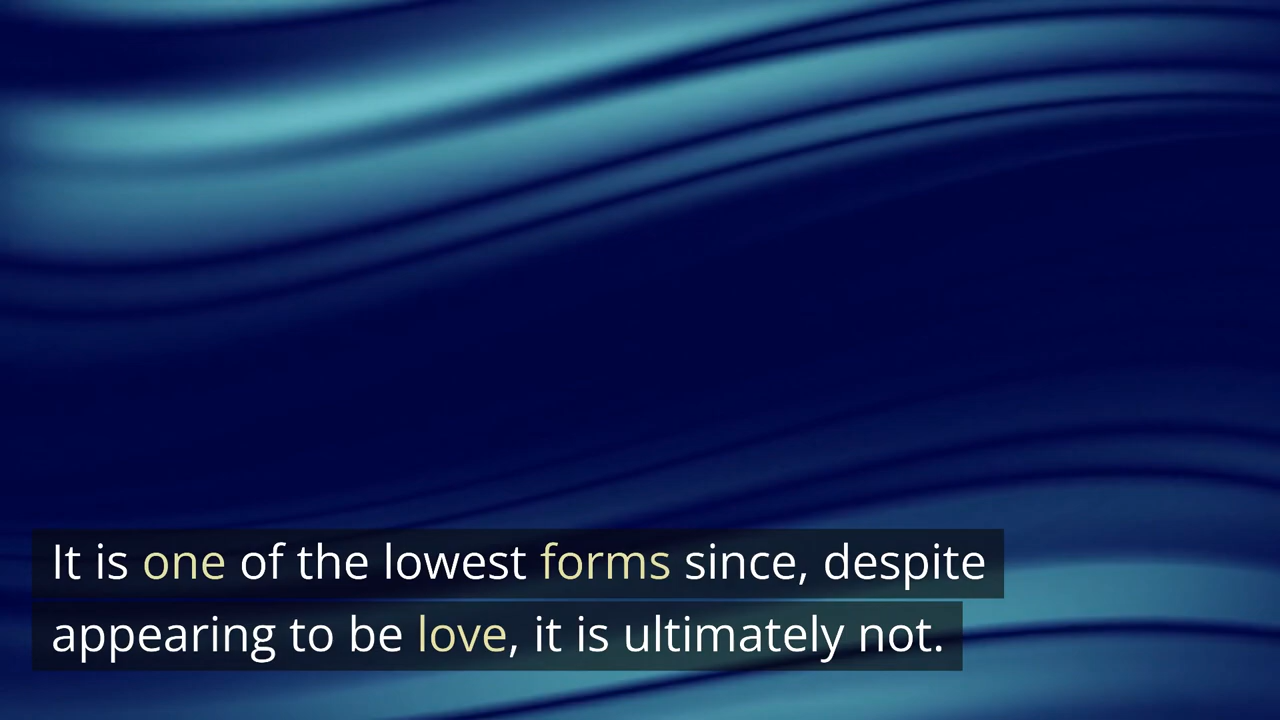 It is one of the lowest forms since, despite
appearing to be love, it is ultimately not.